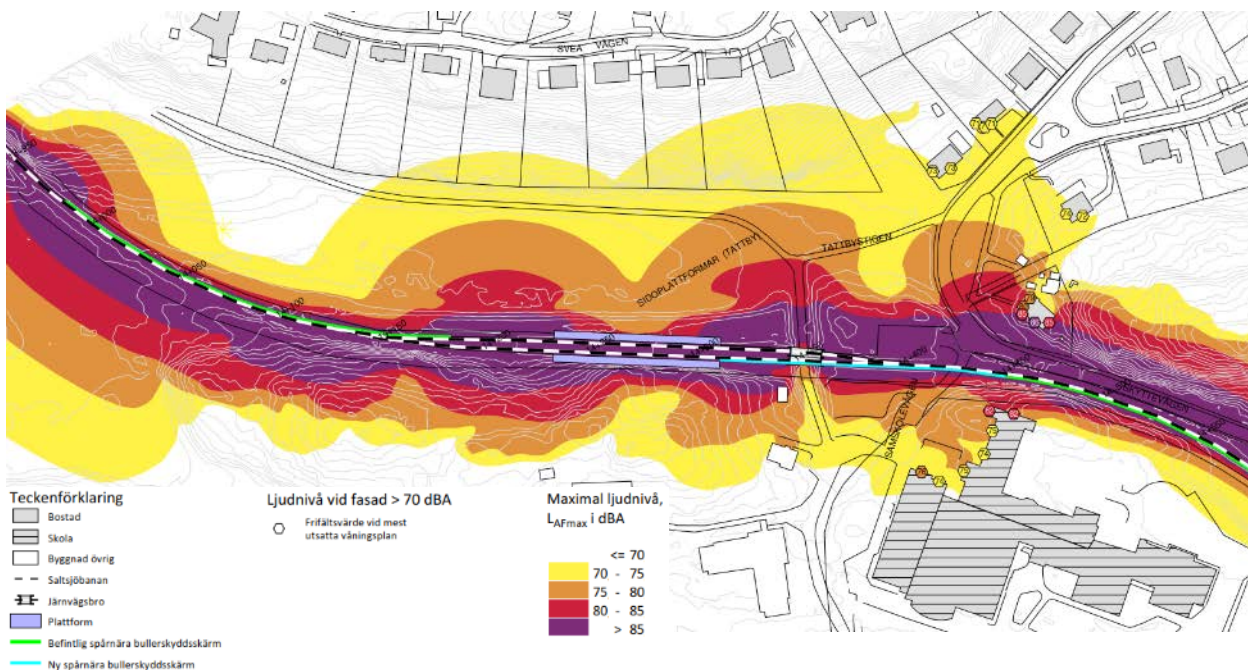 SVEA VÄGEN
SIDOPLATTFORMAR (TATTBY)
TATTBYSTIGEN
SAMSKOLEVÄGEN
Teckenförklaring
Bostad
Skola
Byggnad övrig
Saltsjöbanan
Järnvägsbro
Plattform
Befintlig spårnära bullerskyddsskärm
Ny spårnära bullerskyddsskärm
Ljudnivå vid fasad > 70 dBA
Frifältsvärde vid mest
utsatta våningsplan
Maximal ljudnivå,
LAFmax i dBA
<= 70
70 - 75
75 - 80
80 - 85
> 85